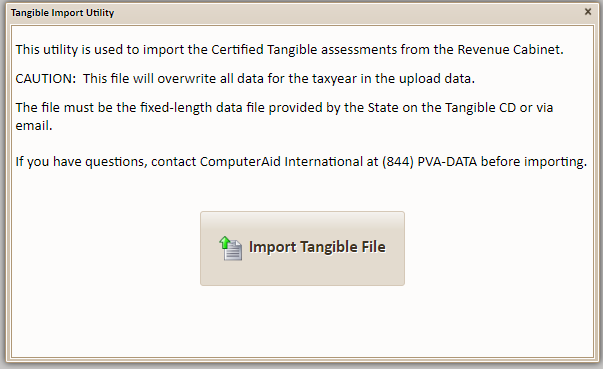 Tangible Import Utility
This utility is used to import the Certified Tangible assessments from the Revenue Cabinet.
CAUTION:  This file will overwrite all data for the taxyear in the upload data.
The file must be the fixed-length data file provided by the State on the Tangible CD or via
email.
If you have questions, contact ComputerAid International at (844) PVA-DATA before importing.
Import Tangible File